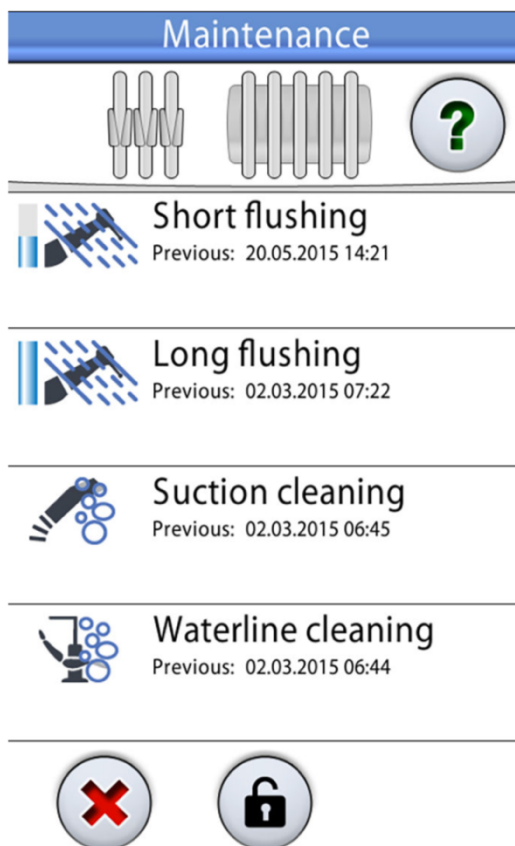 Maintenance
?
Short flushing
Previous: 20.05.2015 14:21
Long flushing
Previous: 02.03.2015 07:22
Suction cleaning
Previous: 02.03.2015 06:45
Waterline cleaning
Previous: 02.03.2015 06:44